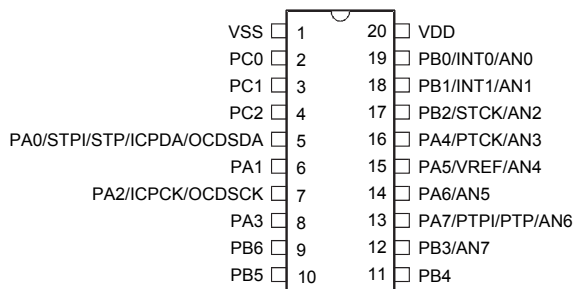 VSS 1 20 VDD
PC0 2 19 PB0/INT0/AN0
PC1 3 18 PB1/INT1/AN1
PC2 4 17 PB2/STCK/AN2
PA0/STPI/STP/ICPDA/OCDSDA 5 16 PA4/PTCK/AN3
PA1 6 15 PA5/VREF/AN4
PA2/ICPCK/OCDSCK 7 14 PA6/AN5
PA3 8 13 PA7/PTPI/PTP/AN6
PB6 9 12 PB3/AN7
PB5 10 11 PB4